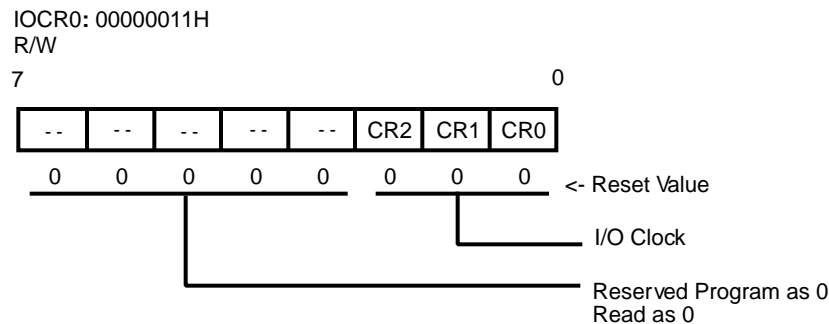 IOCR0: 00000011H
R/W
7 0
-- -- -- -- -- CR2 CR1 CR0
0 0 0 0 0 0 0 0 <- Reset Value
I/O Clock
Reserved Program as 0
Read as 0